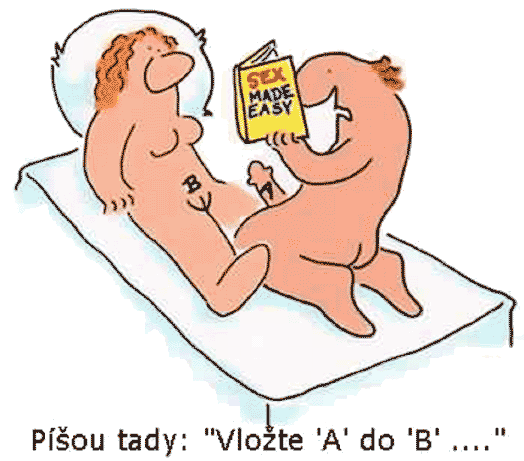 SEX
MADE
EASY
B
A
Píšou tady: "Vložte 'A' do 'B' ...."